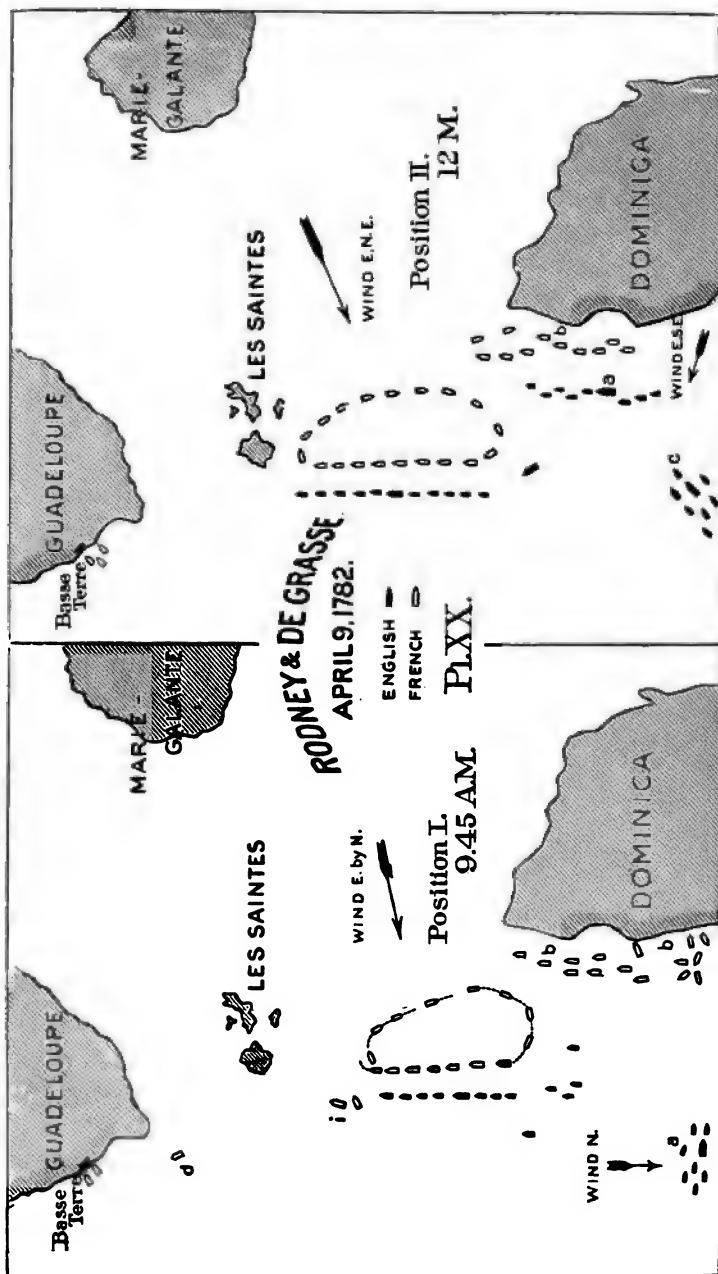 GUADELOUPE
Basse
Terre
d
MARIE-
GALANTE
LES SAINTES
WIND E. by N.
Position I.
9.45 A.M.
i
WIND N.
a
b
b
DOMINICA
RODNEY & DE GRASSE.
APRIL 9, 1782.
ENGLISH
FRENCH
Pl. XX.
GUADELOUPE
Basse
Terre
MARIE-
GALANTE
LES SAINTES
WIND E.N.E.
Position II.
12 M.
b
a
WIND E.S.E
c
DOMINICA